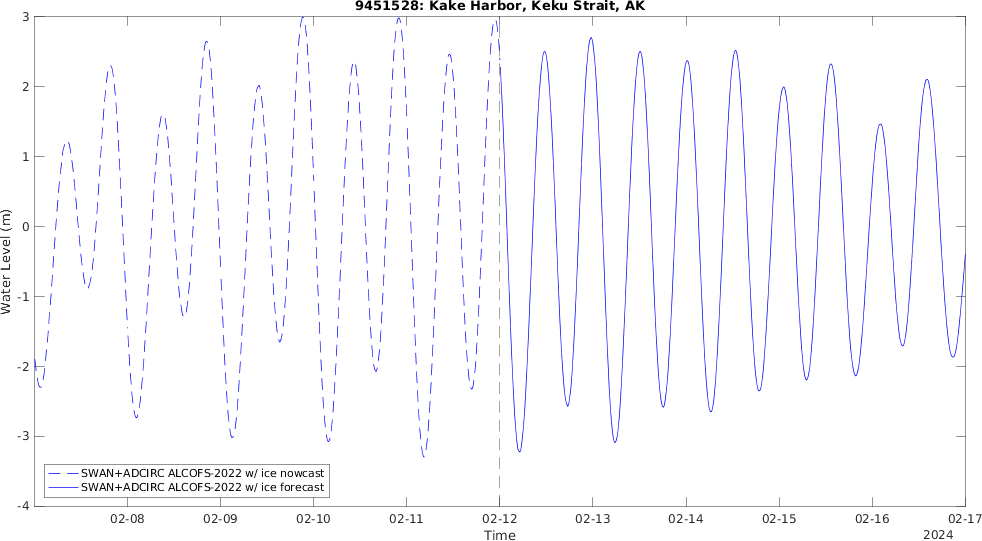 9451528: Kake Harbor, Keku Strait, AK
3
2
1
0
-1
-2
-3
-4
Water Level (m)
SWAN+ADCIRC ALCOFS-2022 w/ ice nowcast
SWAN+ADCIRC ALCOFS-2022 w/ ice forecast
02-08 02-09 02-10 02-11 02-12 02-13 02-14 02-15 02-16 02-17
Time
2024